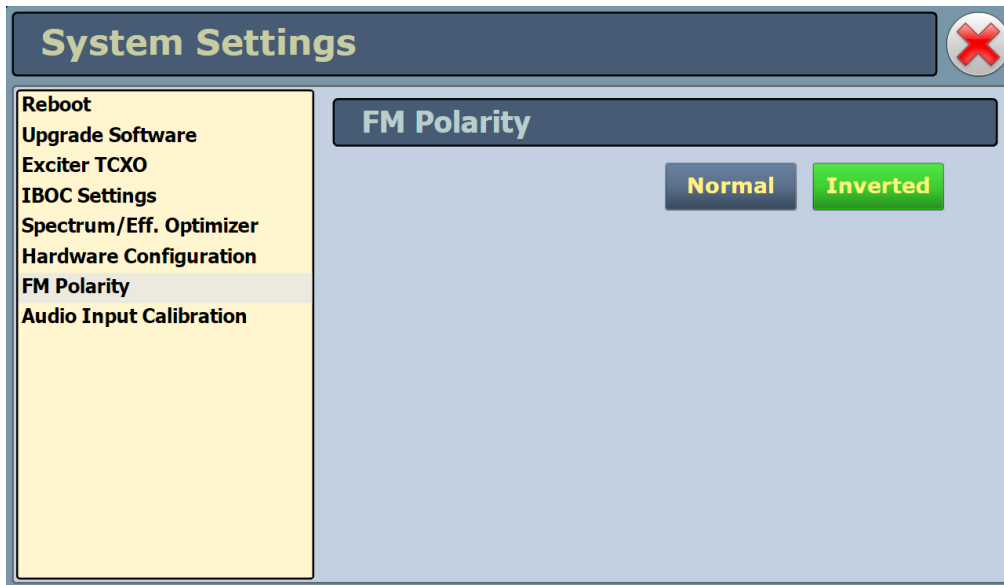 System Settings
Reboot
Upgrade Software
Exciter TCXO
IBOC Settings
Spectrum/Eff. Optimizer
Hardware Configuration
FM Polarity
Audio Input Calibration
FM Polarity
Normal Inverted